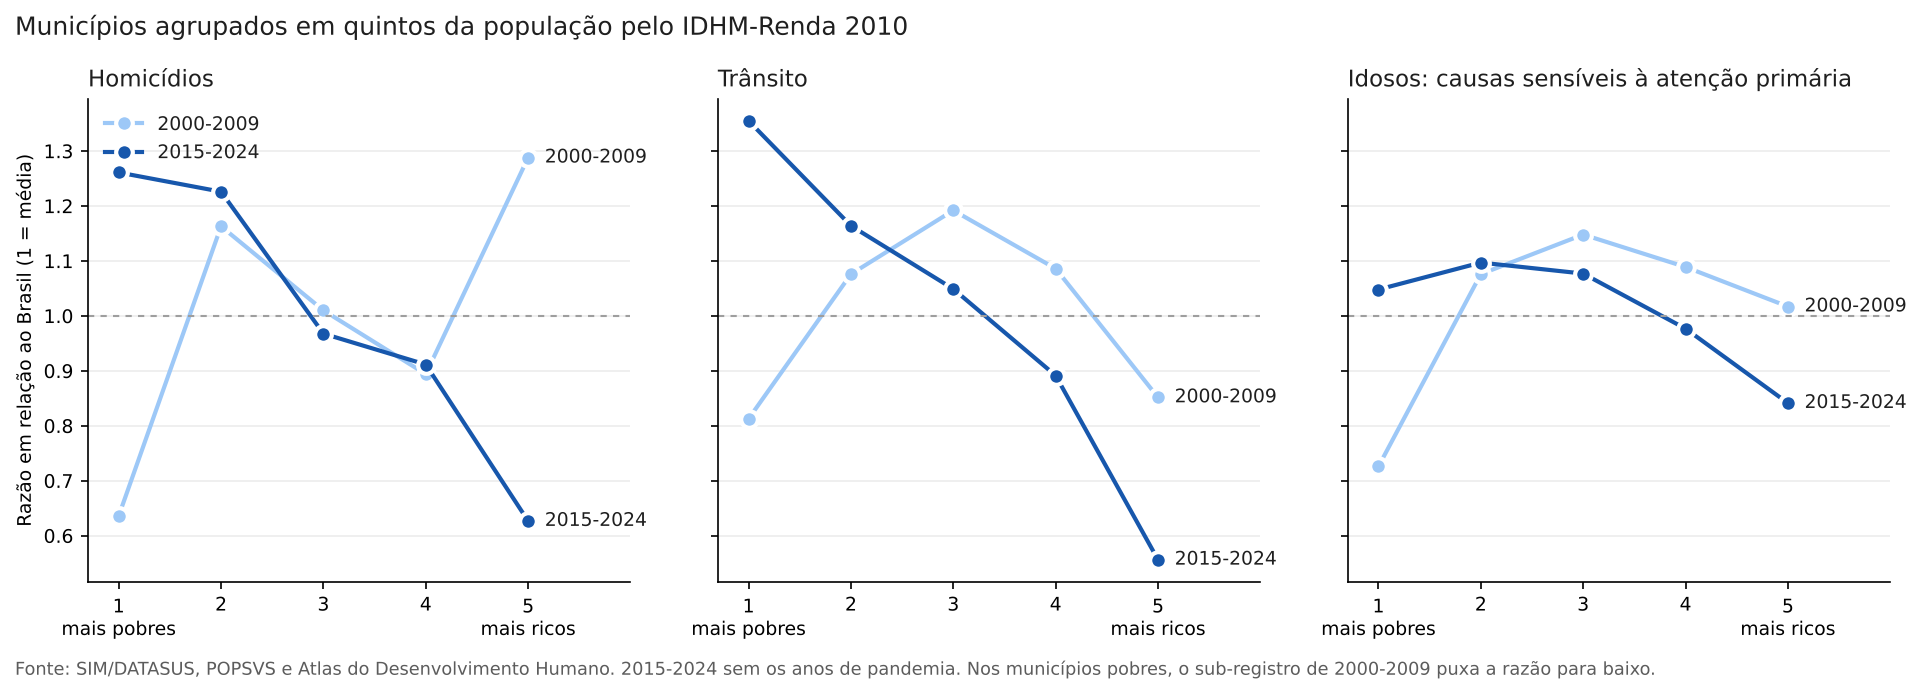 Municípios agrupados em quintos da população pelo IDHM-Renda 2010
Homicídios
Razão em relação ao Brasil (1 = média)
2000-2009
2015-2024
1.3
1.2
1.1
1.0
0.9
0.8
0.7
0.6
2000-2009
2015-2024
1
2
3
4
5
mais pobres
mais ricos
Trânsito
2000-2009
2015-2024
1
2
3
4
5
mais pobres
mais ricos
Idosos: causas sensíveis à atenção primária
2000-2009
2015-2024
1
2
3
4
5
mais pobres
mais ricos
Fonte: SIM/DATASUS, POPSVS e Atlas do Desenvolvimento Humano. 2015-2024 sem os anos de pandemia. Nos municípios pobres, o sub-registro de 2000-2009 puxa a razão para baixo.